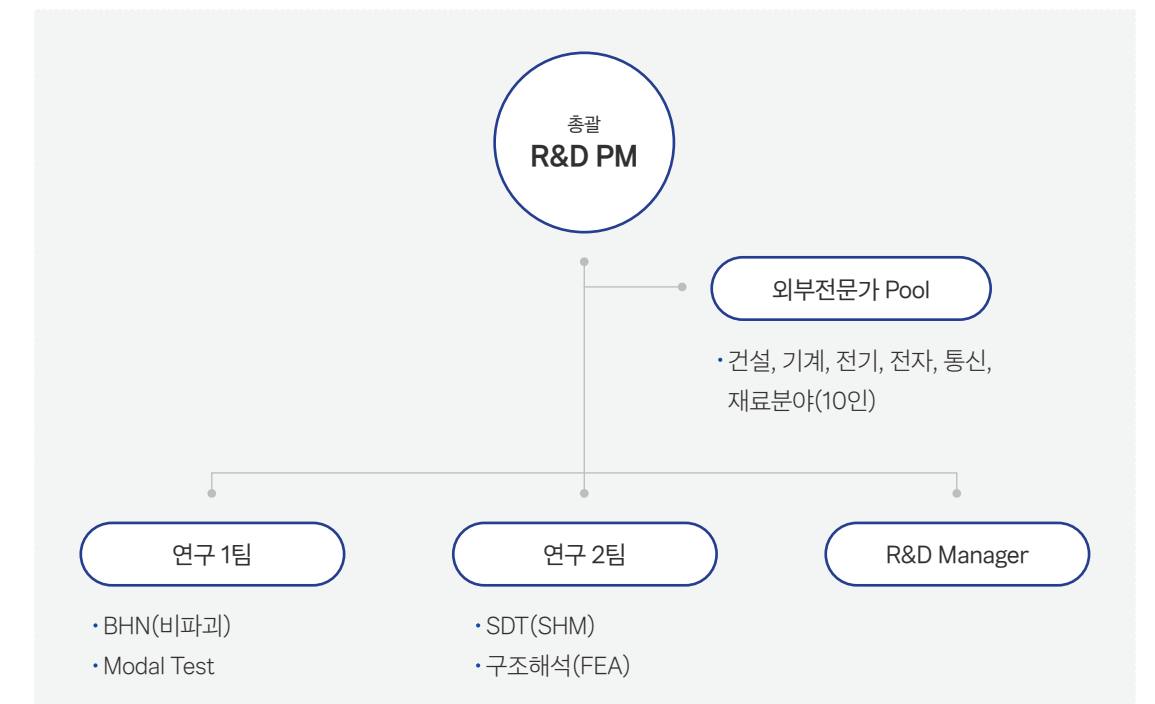 총괄
R&D PM
외부전문가 Pool
· 건설, 기계, 전기, 전자, 통신,
재료분야(10인)
연구 1팀
연구 2팀
R&D Manager
· BHN(비파괴)
· Modal Test
· SDT(SHM)
· 구조해석(FEA)